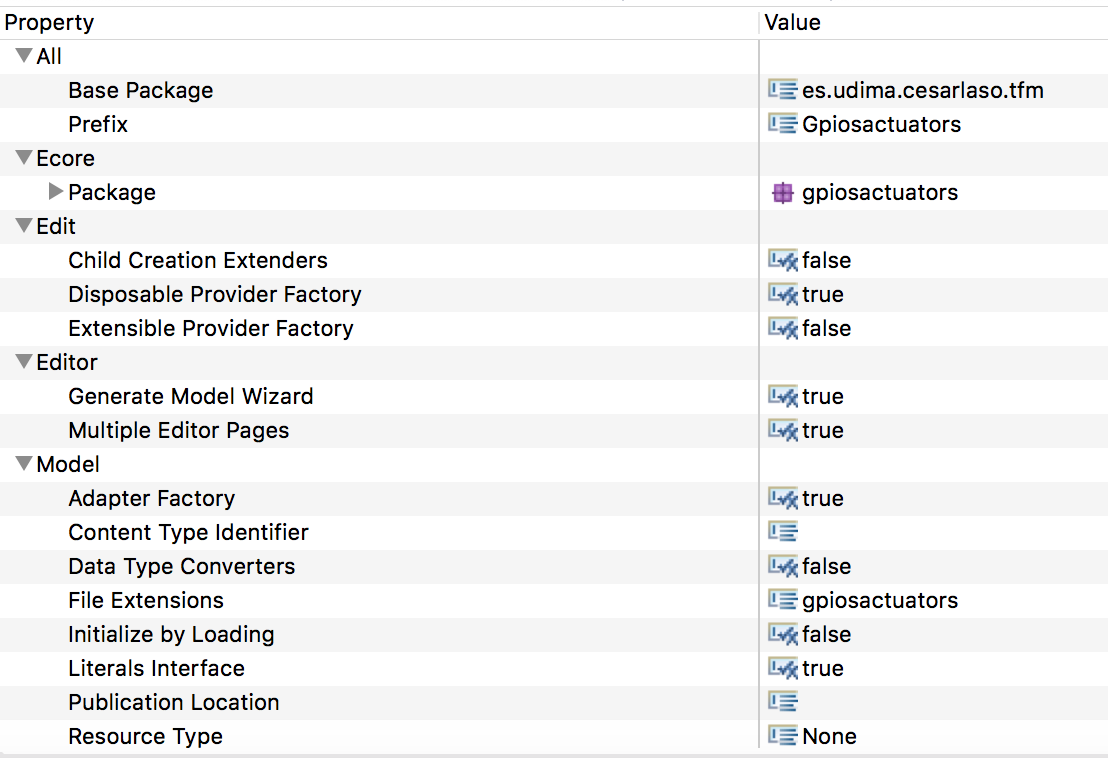 Property Value
All
Base Package es.udima.cesarlaso.tfm
Prefix Gpiosactuators
Ecore
Package gpiosactuators
Edit
Child Creation Extenders false
Disposable Provider Factory true
Extensible Provider Factory false
Editor
Generate Model Wizard true
Multiple Editor Pages true
Model
Adapter Factory true
Content Type Identifier
Data Type Converters false
File Extensions gpiosactuators
Initialize by Loading false
Literals Interface true
Publication Location
Resource Type None